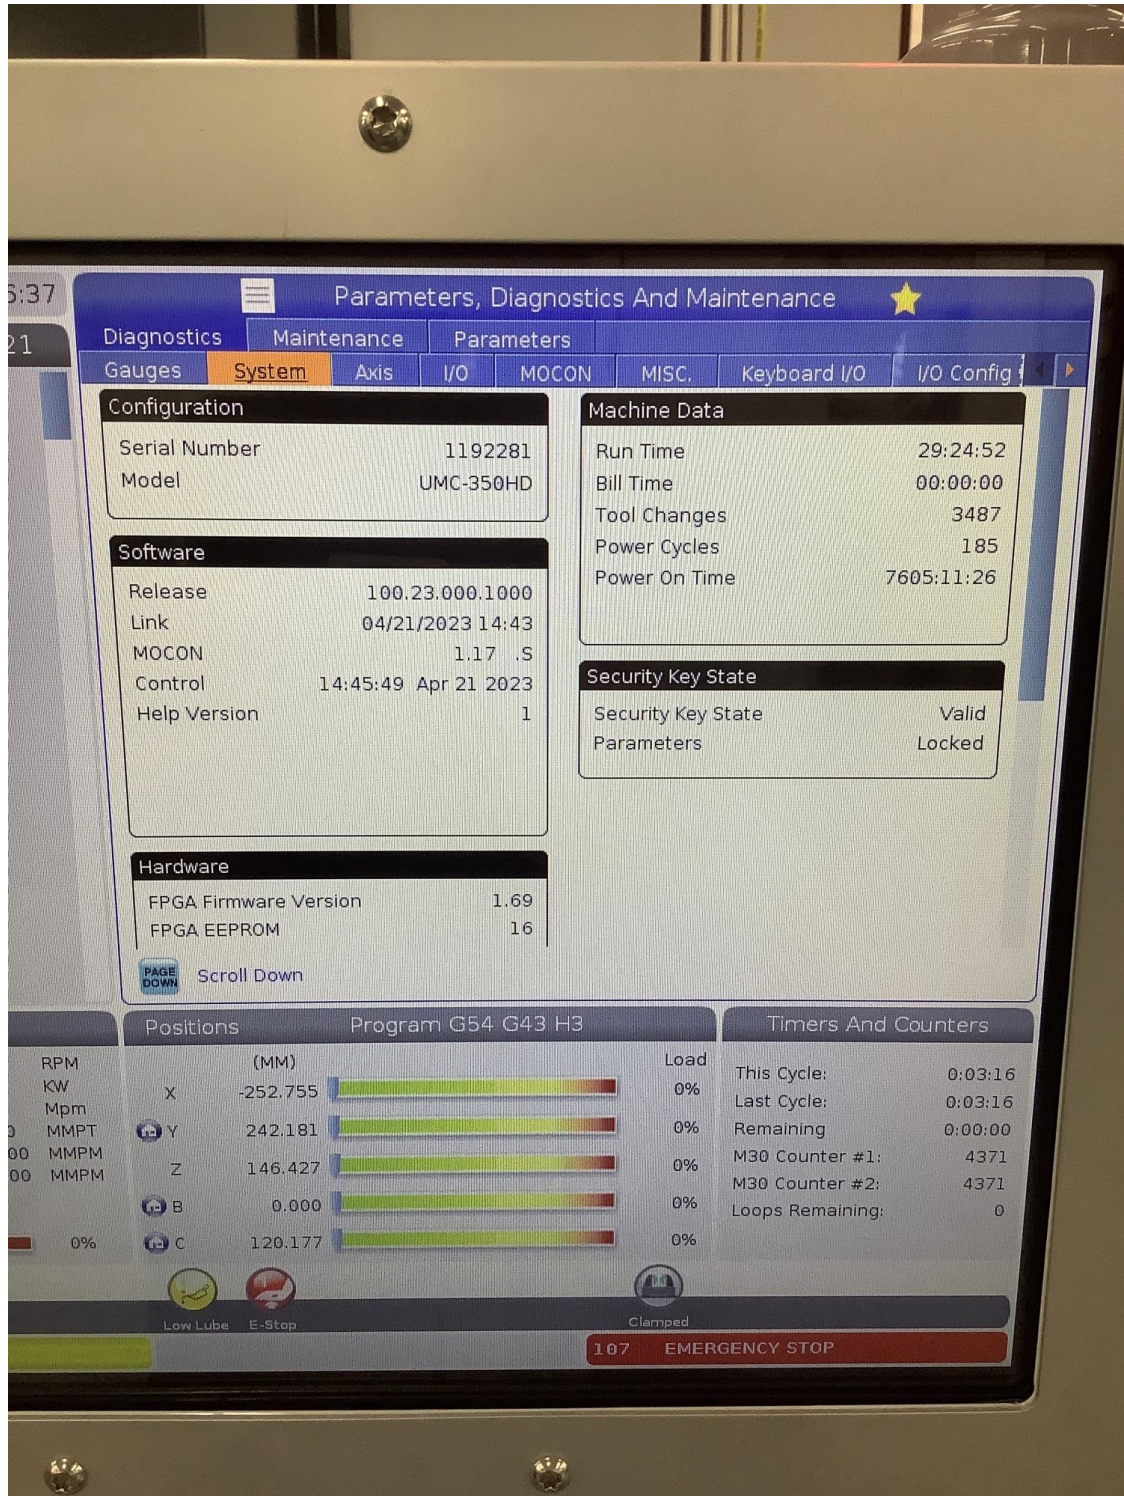 5:37
21
Parameters, Diagnostics And Maintenance
Diagnostics Maintenance Parameters
Gauges System Axis I/O MOCON MISC. Keyboard I/O I/O Config
Configuration
Serial Number 1192281
Model UMC-350HD
Software
Release 100.23.000.1000
Link 04/21/2023 14:43
MOCON 1.17 .S
Control 14:45:49 Apr 21 2023
Help Version 1
Hardware
FPGA Firmware Version 1.69
FPGA EEPROM 16
Machine Data
Run Time 29:24:52
Bill Time 00:00:00
Tool Changes 3487
Power Cycles 185
Power On Time 7605:11:26
Security Key State
Security Key State Valid
Parameters Locked
PAGE DOWN Scroll Down
RPM
KW
Mpm
MMPT
00 MMPM
00 MMPM
0%
Positions Program G54 G43 H3
(MM) Load
X -252.755 0%
Y 242.181 0%
Z 146.427 0%
B 0.000 0%
C 120.177 0%
Timers And Counters
This Cycle: 0:03:16
Last Cycle: 0:03:16
Remaining 0:00:00
M30 Counter #1: 4371
M30 Counter #2: 4371
Loops Remaining: 0
Low Lube E-Stop Clamped
107 EMERGENCY STOP